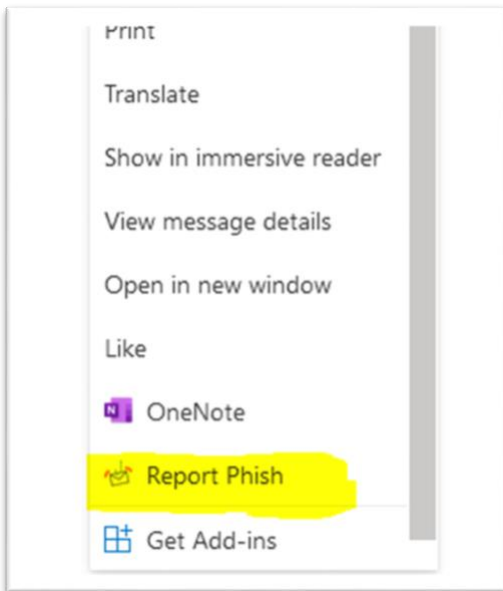 Print
Translate
Show in immersive reader
View message details
Open in new window
Like
N
OneNote
Report Phish
Get Add-ins